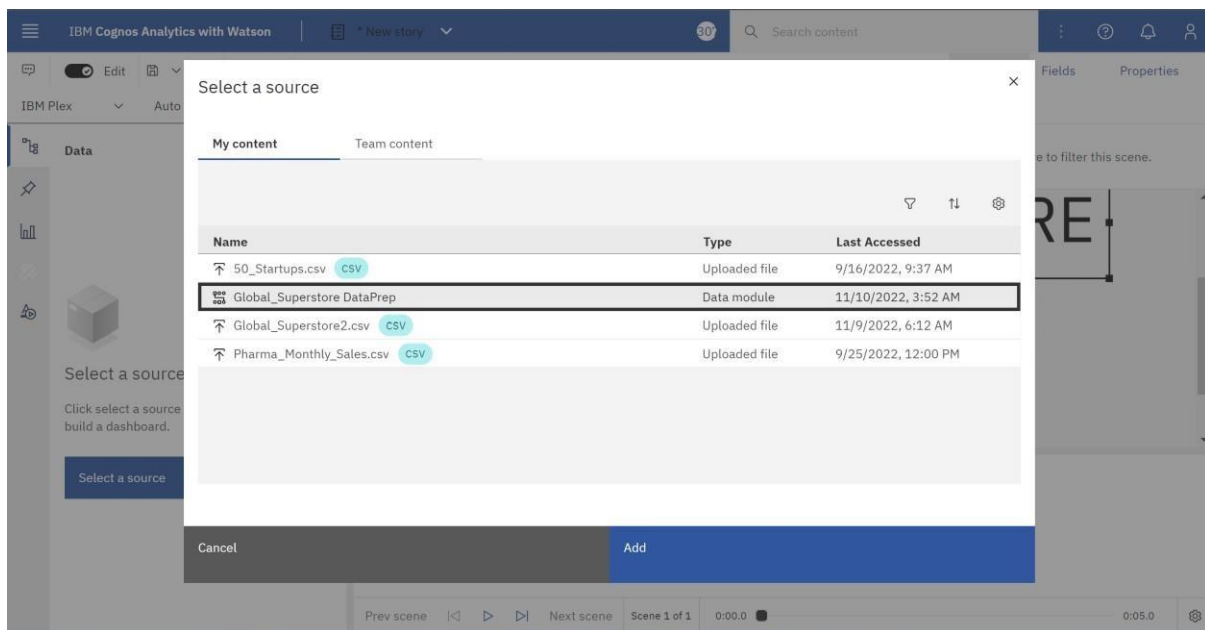 IBM Cognos Analytics with Watson
* New story
30
Search content
Edit
Fields
Properties
IBM Plex
Auto
Select a source
My content
Team content
Data
e to filter this scene.
RE
Name Type Last Accessed
50_Startups.csv CSV Uploaded file 9/16/2022, 9:37 AM
Global_Superstore DataPrep Data module 11/10/2022, 3:52 AM
Global_Superstore2.csv CSV Uploaded file 11/9/2022, 6:12 AM
Pharma_Monthly_Sales.csv CSV Uploaded file 9/25/2022, 12:00 PM
Select a source
Click select a source
build a dashboard.
Select a source
Cancel
Add
Prev scene Next scene Scene 1 of 1 0:00.0 0:05.0